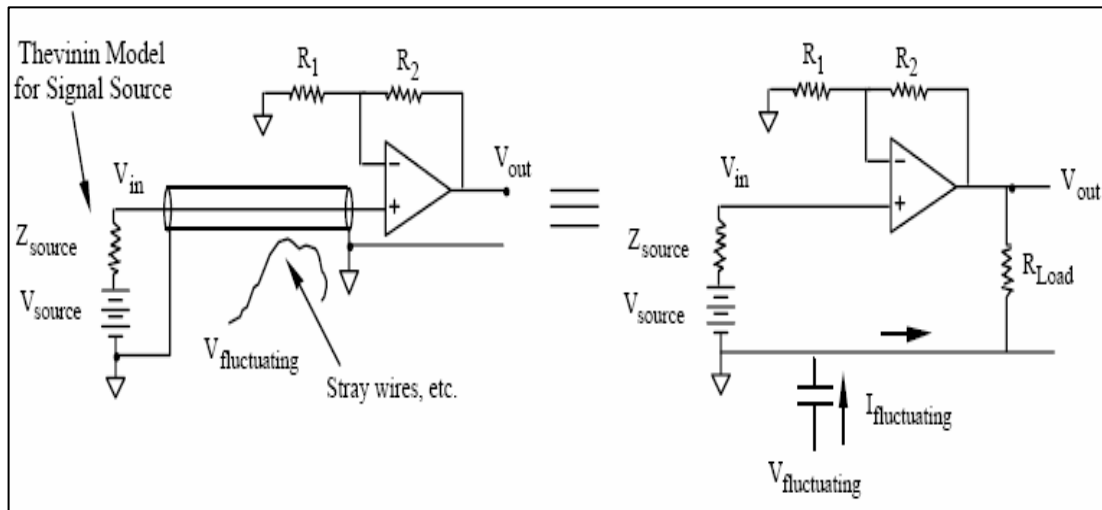 Thevinin Model
for Signal Source
R1
R2
Vin
Vout
Zsource
Vsource
Vfluctuating
Stray wires, etc.
R1
R2
Vin
Vout
Zsource
RLoad
Vsource
Ifluctuating
Vfluctuating